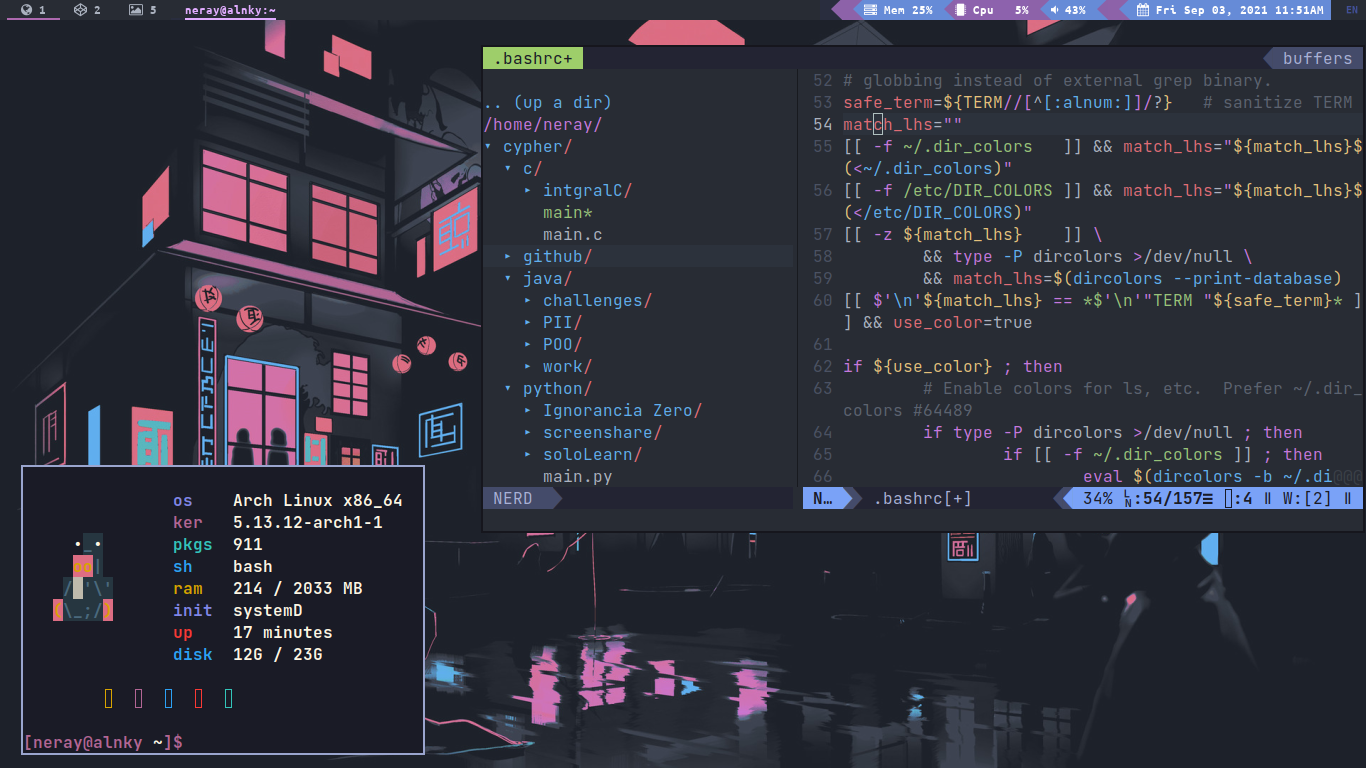 1 2 5 neray@alnky:~ Mem 25% Cpu 5% 43% Fri Sep 03, 2021 11:51AM EN
.bashrc+ buffers
.. (up a dir)
/home/neray/
▾ cypher/
▾ c/
▸ intgralC/
main*
main.c
▸ github/
▾ java/
▸ challenges/
▸ PII/
▸ POO/
▸ work/
▾ python/
▸ Ignorancia Zero/
▸ screenshare/
▸ soloLearn/
main.py
NERD
52 # globbing instead of external grep binary.
53 safe_term=${TERM//[^[:alnum:]]/?}   # sanitize TERM
54 match_lhs=""
55 [[ -f ~/.dir_colors   ]] && match_lhs="${match_lhs}$
(<~/.dir_colors)"
56 [[ -f /etc/DIR_COLORS ]] && match_lhs="${match_lhs}$
(</etc/DIR_COLORS)"
57 [[ -z ${match_lhs}    ]] \
58         && type -P dircolors >/dev/null \
59         && match_lhs=$(dircolors --print-database)
60 [[ $'\n'${match_lhs} == *$'\n'"TERM "${safe_term}* ]
] && use_color=true
61
62 if ${use_color} ; then
63         # Enable colors for ls, etc.  Prefer ~/.dir_
colors #64489
64         if type -P dircolors >/dev/null ; then
65                 if [[ -f ~/.dir_colors ]] ; then
66                         eval $(dircolors -b ~/.di@@@
N… .bashrc[+] 34% LN:54/157≡ :4 ‖ W:[2] ‖
os Arch Linux x86_64
ker 5.13.12-arch1-1
pkgs 911
sh bash
ram 214 / 2033 MB
init systemD
up 17 minutes
disk 12G / 23G
[neray@alnky ~]$